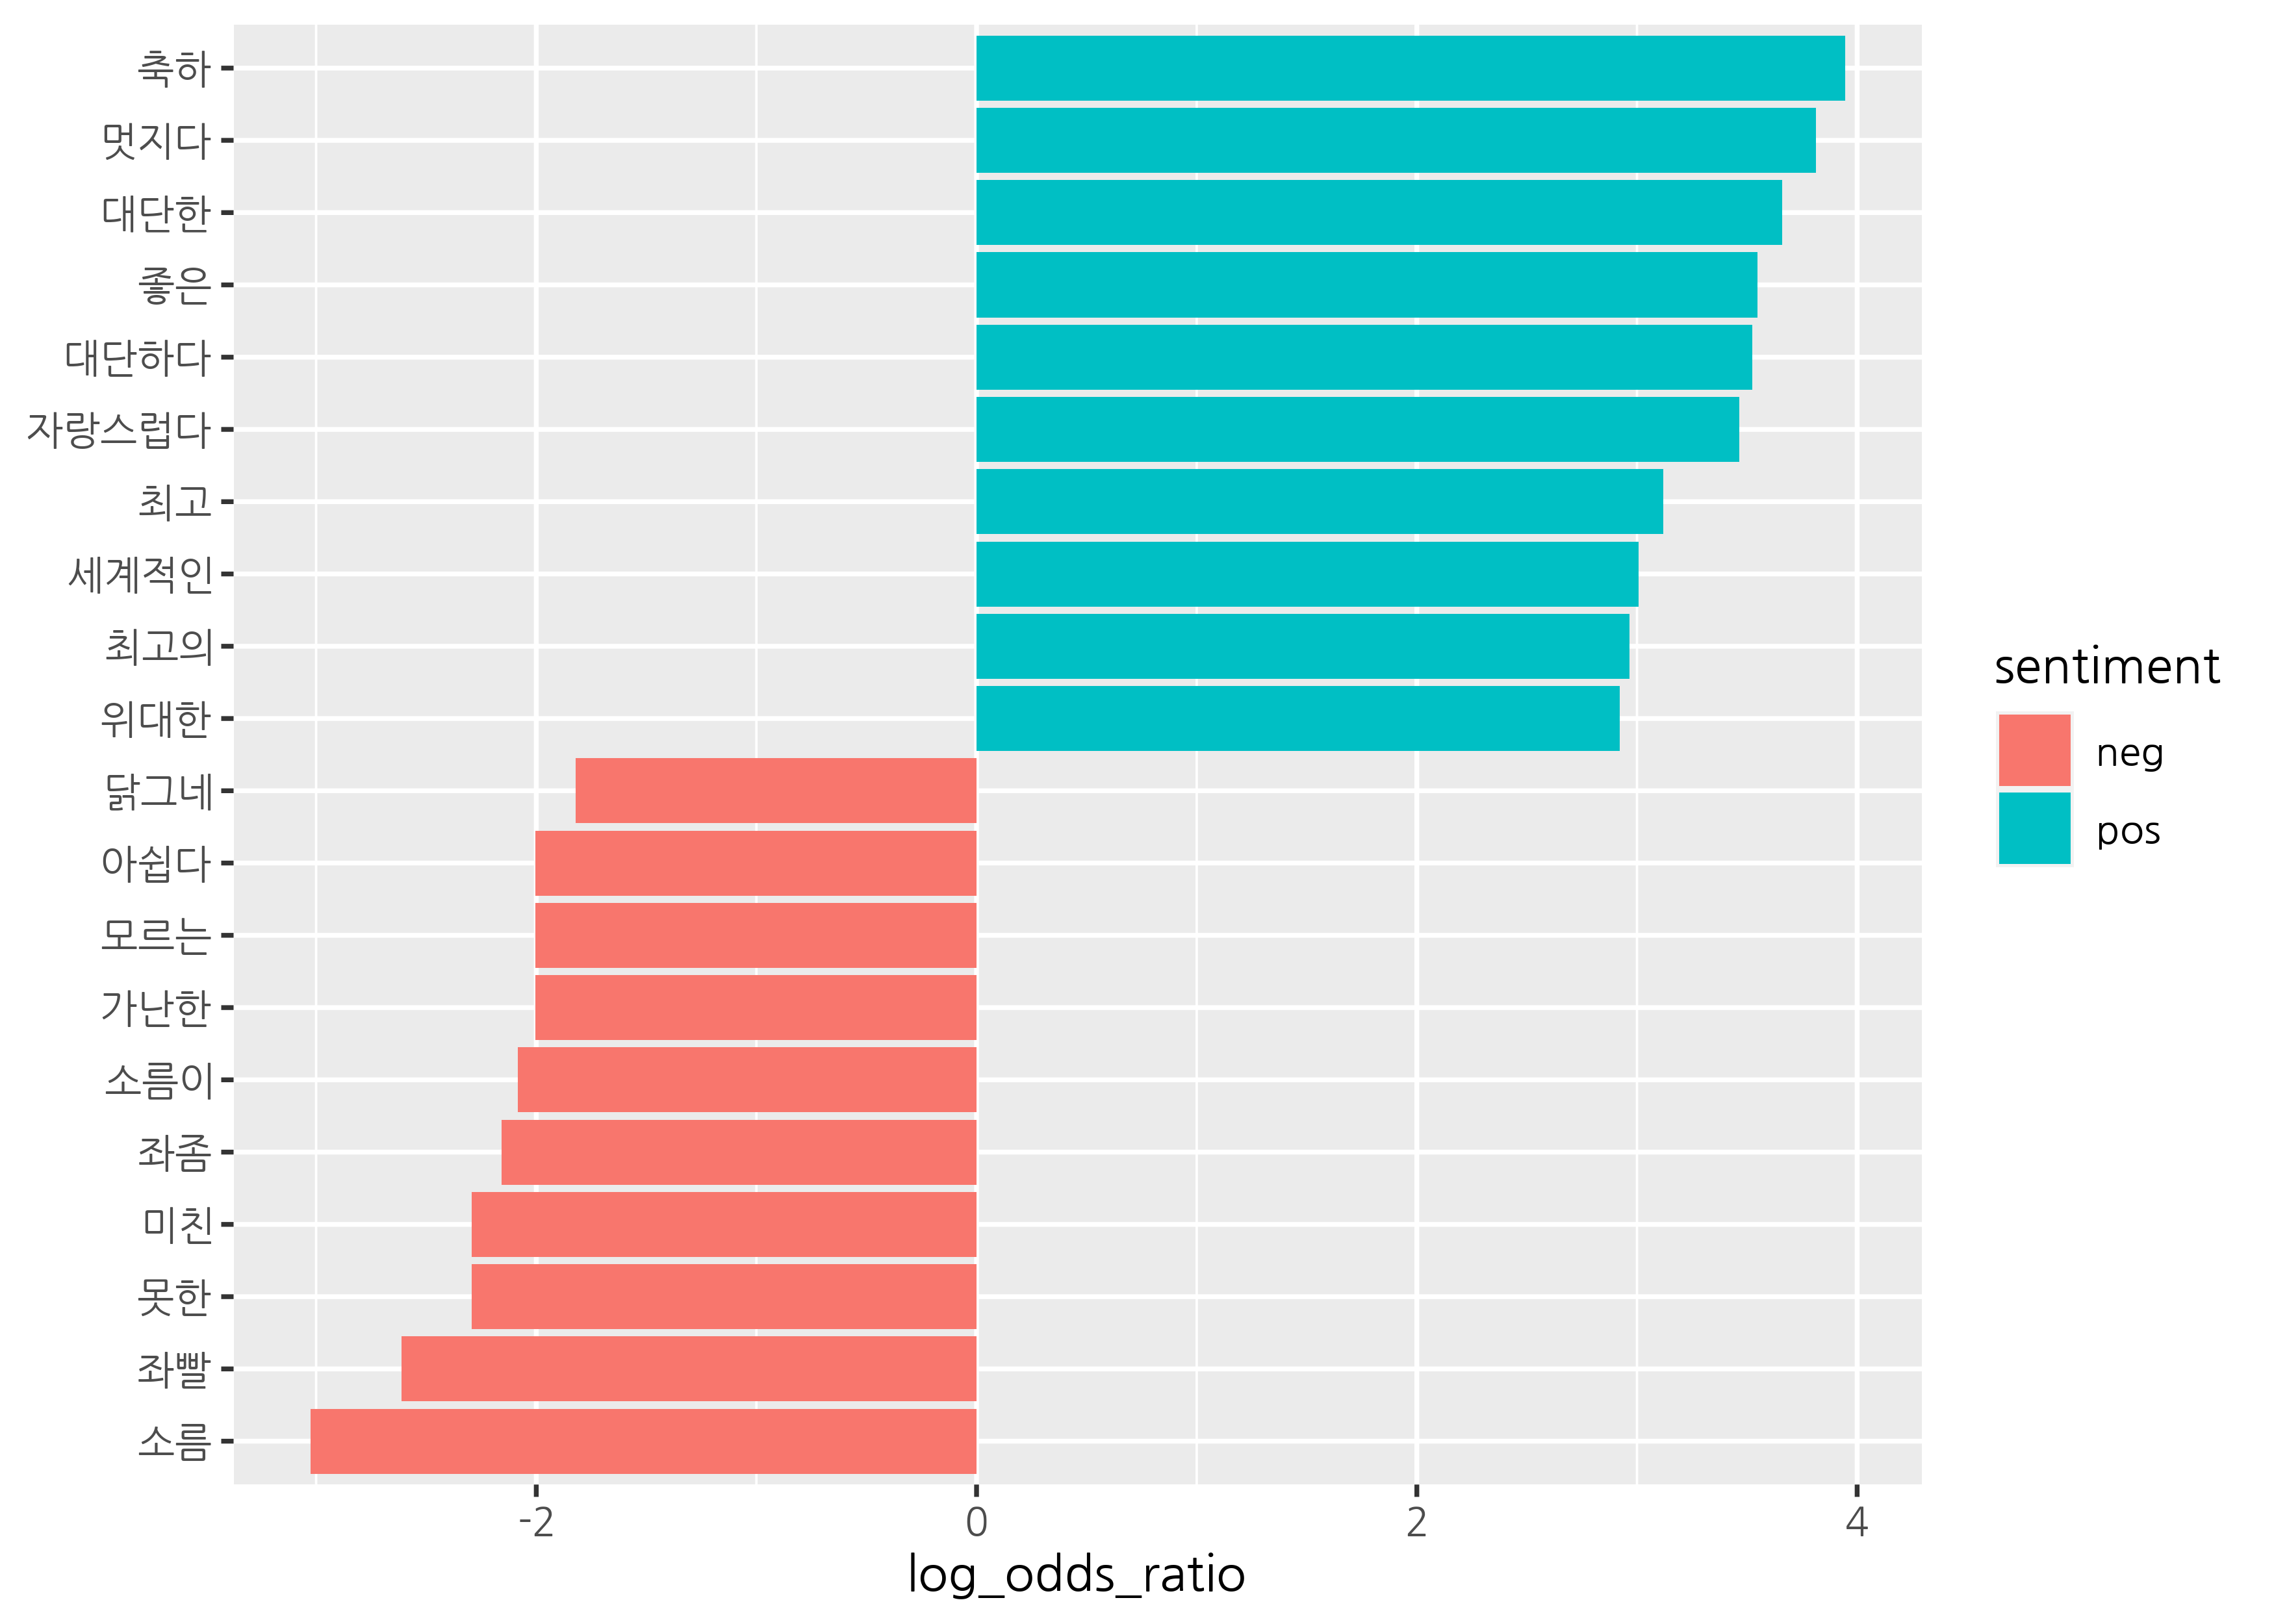 축하
멋지다
대단한
좋은
대단하다
자랑스럽다
최고
세계적인
최고의
위대한
닭그네
아쉽다
모르는
가난한
소름이
좌좀
미친
못한
좌빨
소름
-2 0 2 4
log_odds_ratio
sentiment
neg
pos